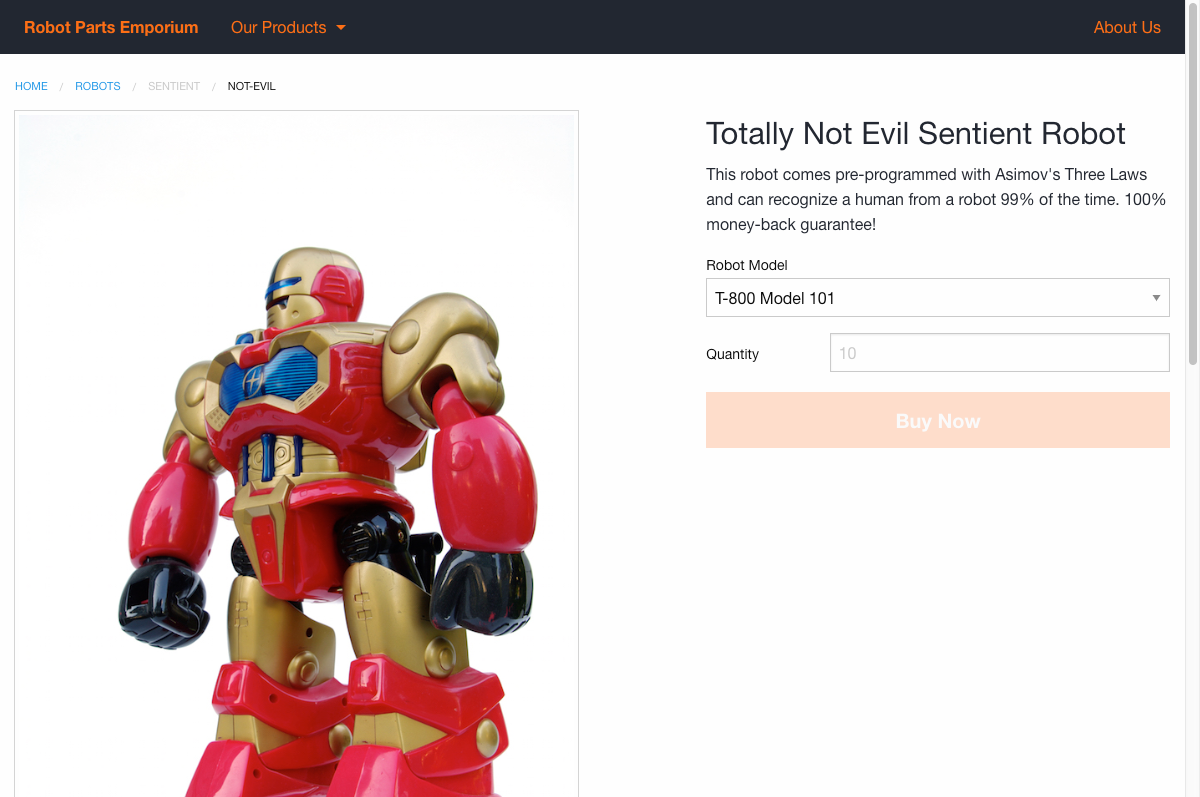 Robot Parts Emporium Our Products About Us
HOME / ROBOTS / SENTIENT / NOT-EVIL
Totally Not Evil Sentient Robot
This robot comes pre-programmed with Asimov's Three Laws
and can recognize a human from a robot 99% of the time. 100%
money-back guarantee!
Robot Model
T-800 Model 101
Quantity 10
Buy Now